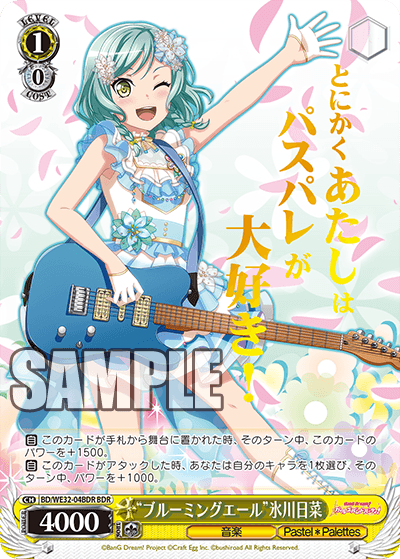 LEVEL
1
0
COST
とにかくあたしは
パスパレが
大好き!
SAMPLE
自 このカードが手札から舞台に置かれた時、そのターン中、このカードの
パワーを+1500。
自 このカードがアタックした時、あなたは自分のキャラを1枚選び、そのター
ン中、パワーを+1000。
CH BD/WE32-04BDR BDR
“ブルーミングエール”氷川日菜
POWER 4000
音楽 Pastel*Palettes
©BanG Dream! Project ©Craft Egg Inc. ©bushiroad All Rights Reserved.